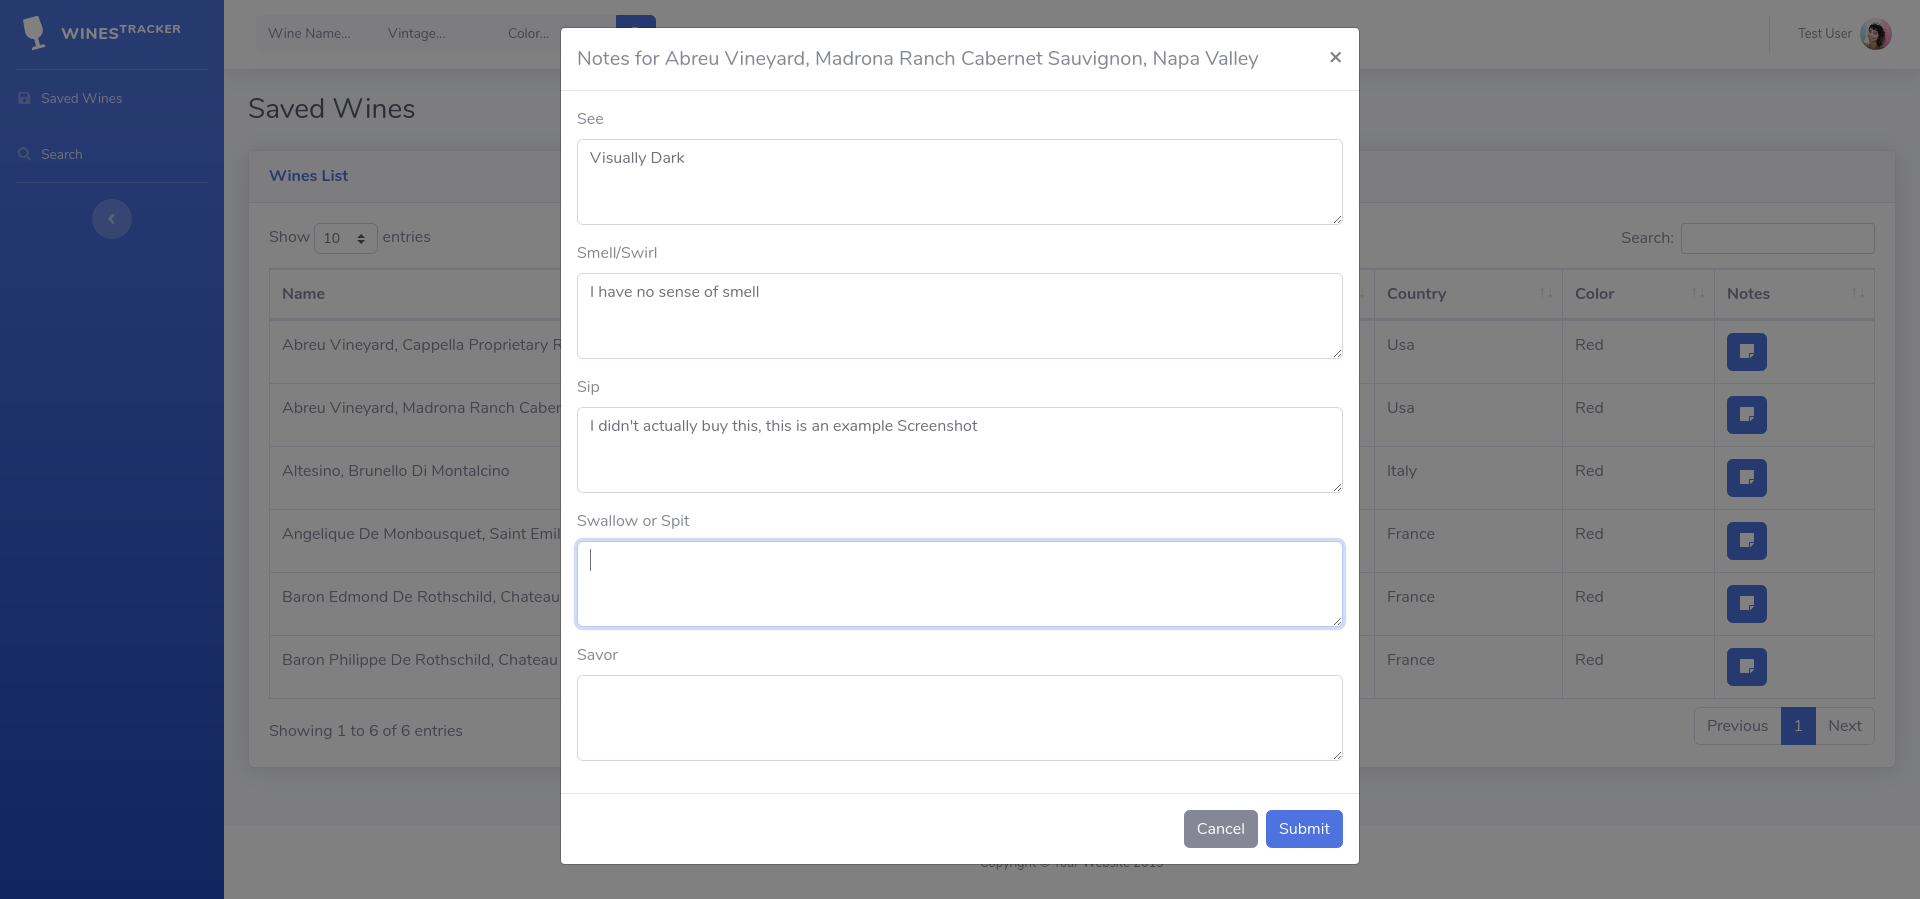 WINESTRACKER
Wine Name... Vintage... Color...
Test User
Saved Wines
Search
Saved Wines
Wines List
Show 10 entries
Search:
Name Country Color Notes
Abreu Vineyard, Cappella Proprietary Usa Red
Abreu Vineyard, Madrona Ranch Usa Red
Altesino, Brunello Di Montalcino Italy Red
Angelique De Monbousquet, Saint France Red
Baron Edmond De Rothschild, Chateau France Red
Baron Philippe De Rothschild, Chateau France Red
Showing 1 to 6 of 6 entries
Previous 1 Next
Notes for Abreu Vineyard, Madrona Ranch Cabernet Sauvignon, Napa Valley ×
See
Visually Dark
Smell/Swirl
I have no sense of smell
Sip
I didn't actually buy this, this is an example Screenshot
Swallow or Spit
Savor
Cancel Submit